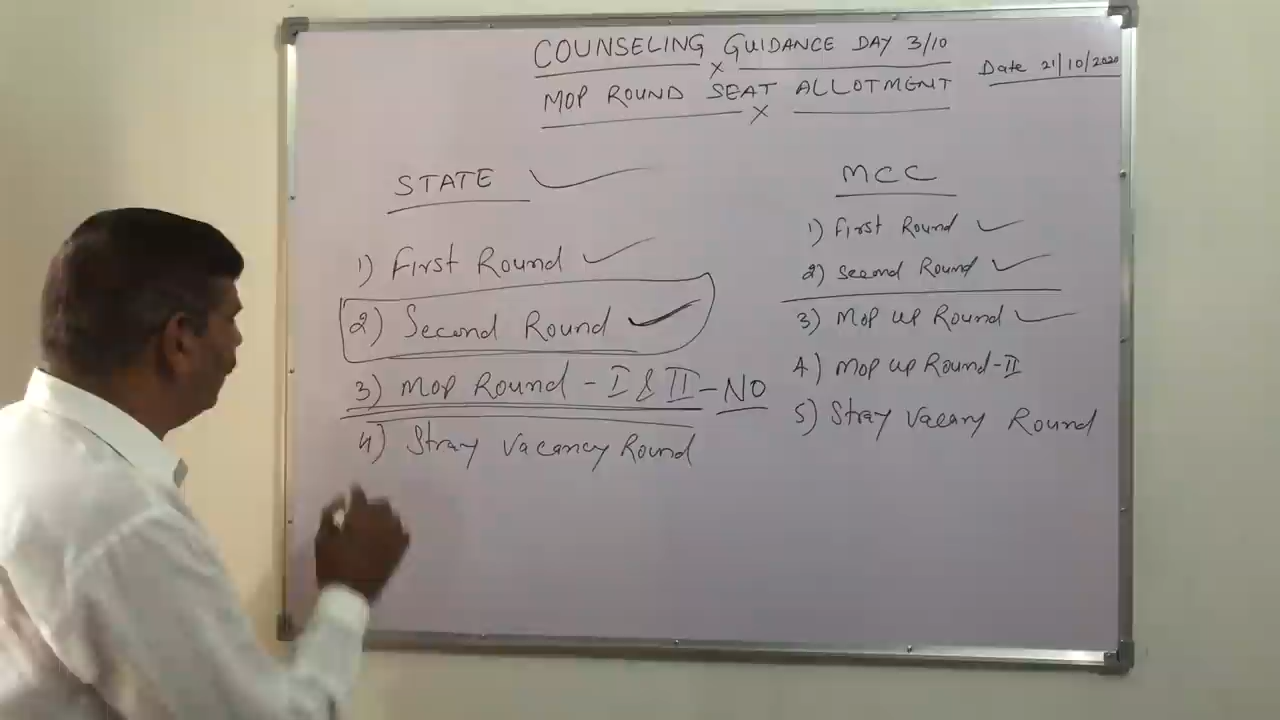 COUNSELING GUIDANCE DAY 3/10
Date 21/10/2020
MOP ROUND SEAT ALLOTMENT
STATE
1) First Round
2) Second Round
3) MOP Round - I & II - NO
4) Stray Vacancy Round
MCC
1) First Round
2) Second Round
3) Mop up Round
4) Mop up Round-II
5) Stray Vacany Round